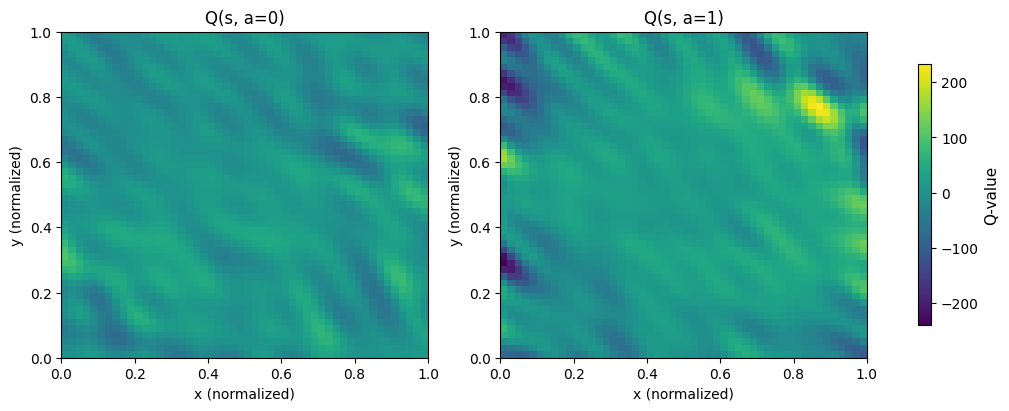 Q(s, a=0)
Q(s, a=1)
1.0
0.8
0.6
0.4
0.2
0.0
y (normalized)
0.0 0.2 0.4 0.6 0.8 1.0
x (normalized)
1.0
0.8
0.6
0.4
0.2
0.0
y (normalized)
0.0 0.2 0.4 0.6 0.8 1.0
x (normalized)
200
100
0
−100
−200
Q-value